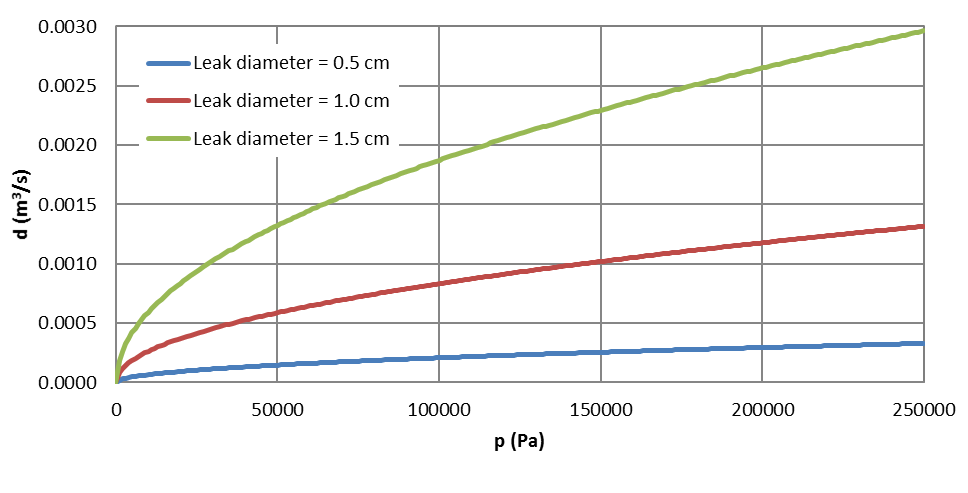 0.0030
0.0025
0.0020
0.0015
0.0010
0.0005
0.0000
d (m³/s)
Leak diameter = 0.5 cm
Leak diameter = 1.0 cm
Leak diameter = 1.5 cm
0 50000 100000 150000 200000 250000
p (Pa)